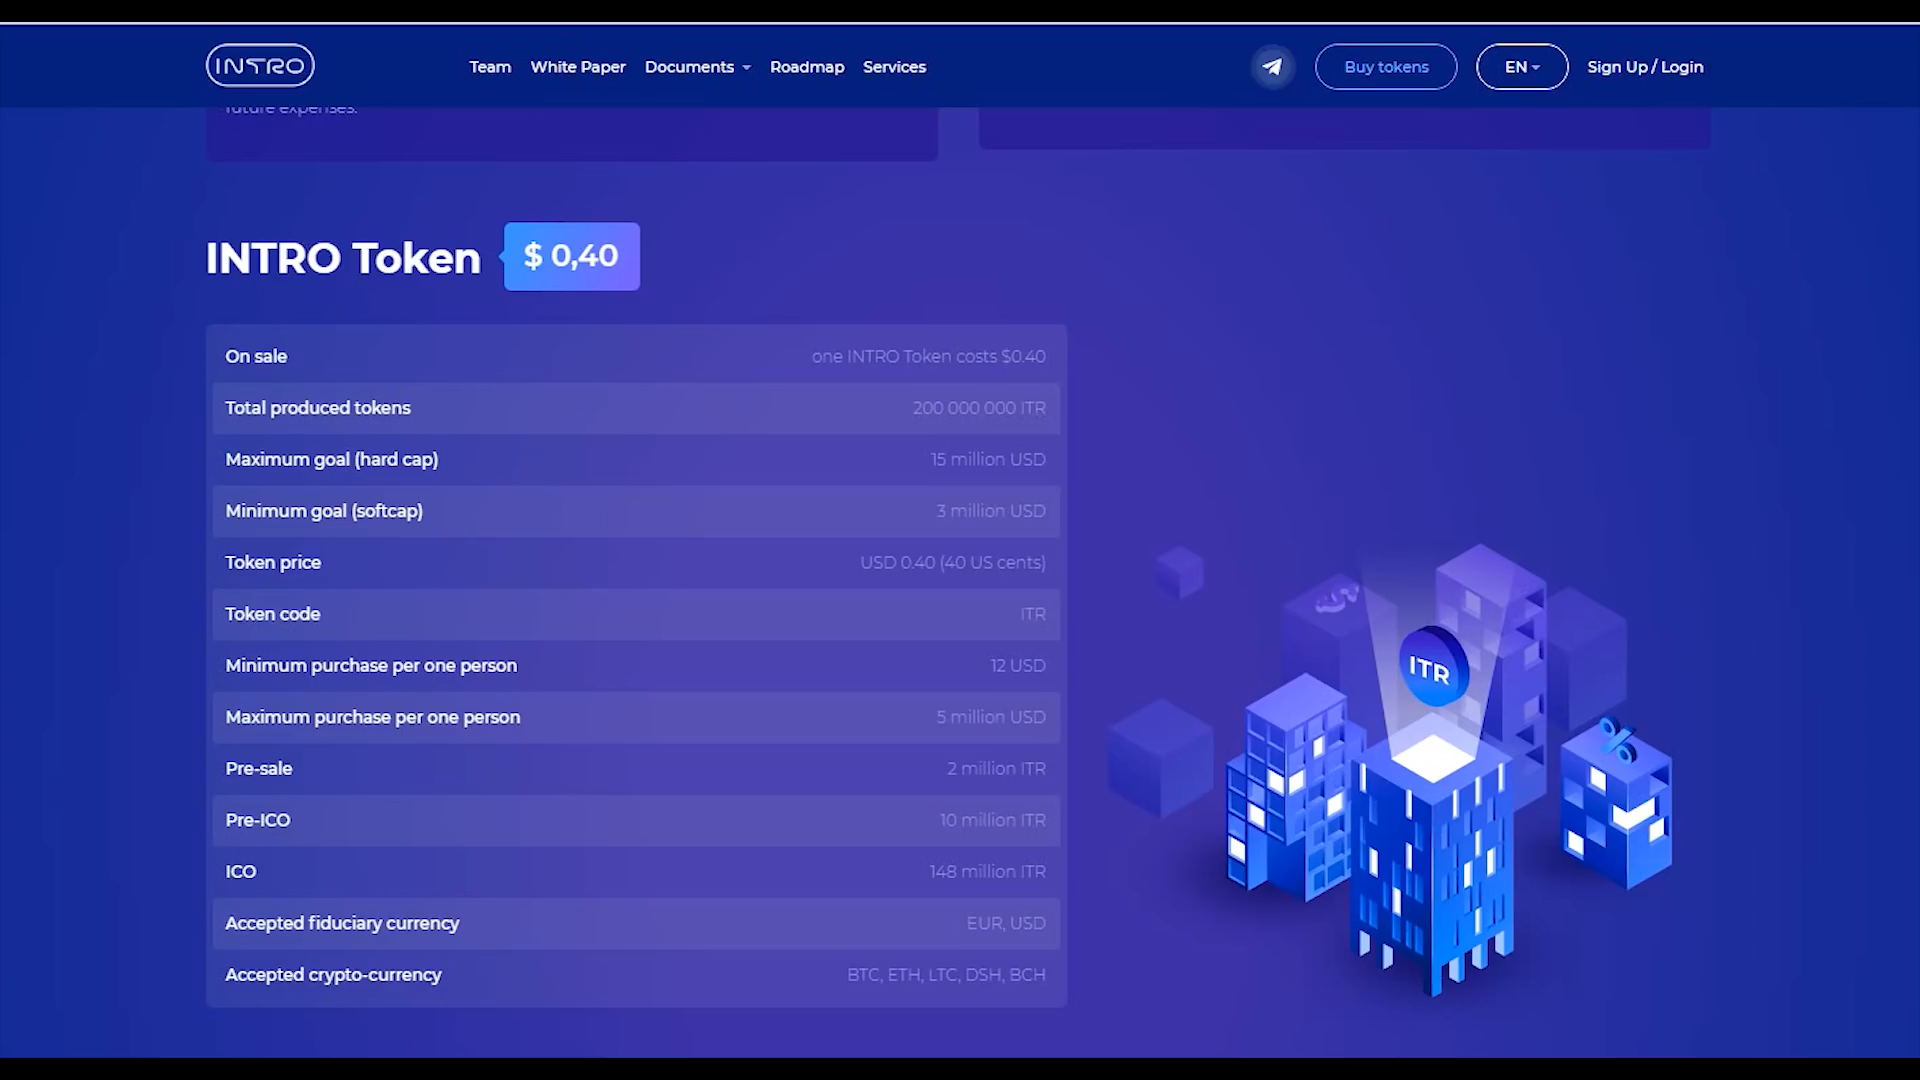 INTRO
Team White Paper Documents Roadmap Services
Buy tokens EN Sign Up / Login
future expenses.
INTRO Token $ 0,40
On sale one INTRO Token costs $0.40
Total produced tokens 200 000 000 ITR
Maximum goal (hard cap) 15 million USD
Minimum goal (softcap) 3 million USD
Token price USD 0.40 (40 US cents)
Token code ITR
Minimum purchase per one person 12 USD
Maximum purchase per one person 5 million USD
Pre-sale 2 million ITR
Pre-ICO 10 million ITR
ICO 148 million ITR
Accepted fiduciary currency EUR, USD
Accepted crypto-currency BTC, ETH, LTC, DSH, BCH
ITR
%